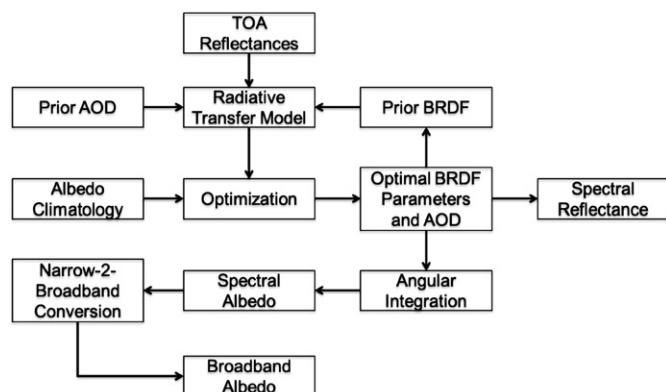 TOA
Reflectances
Prior AOD
Radiative
Transfer Model
Prior BRDF
Albedo
Climatology
Optimization
Optimal BRDF
Parameters
and AOD
Spectral
Reflectance
Narrow-2-
Broadband
Conversion
Spectral
Albedo
Angular
Integration
Broadband
Albedo